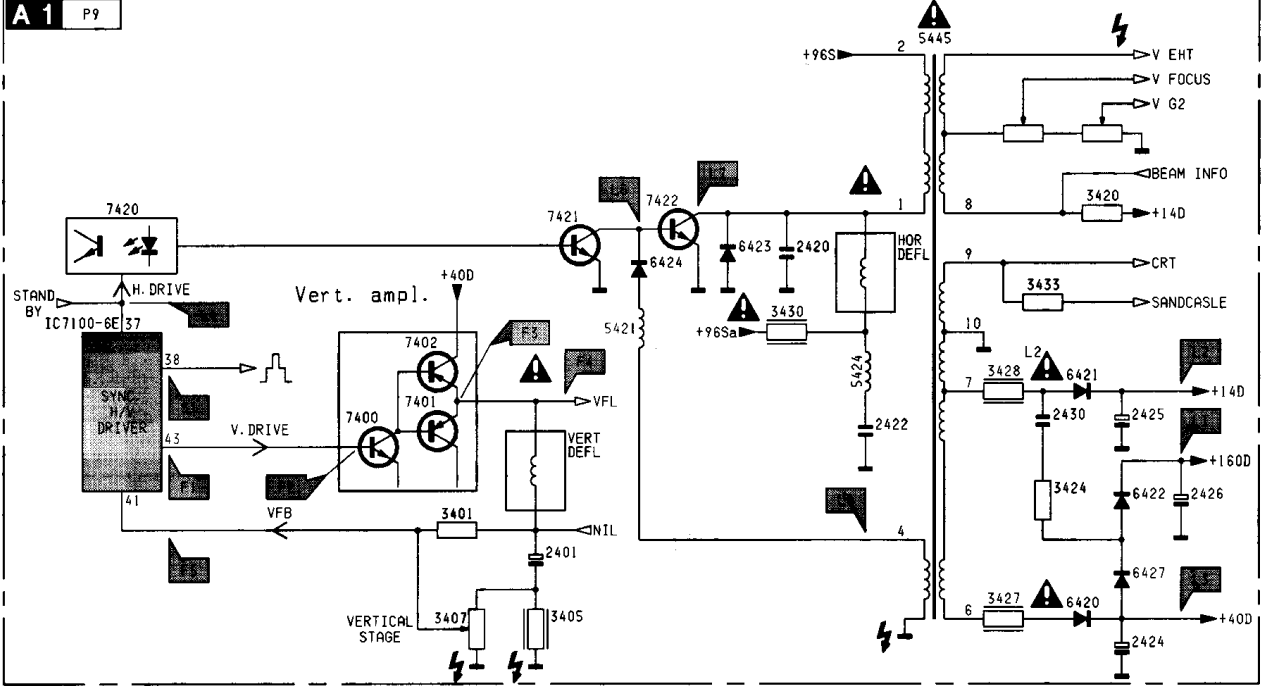 A 1 P9
5445
+96S
2
V EHT
V FOCUS
V G2
BEAM INFO
3420
+14D
8
1
7420
7421
7422
6424
6423
2420
HOR
DEFL
9
CRT
3433
SANDCASLE
10
STAND
BY
H. DRIVE
IC7100-6E
37
Vert. ampl.
+40D
5421
+96Sa
3430
5424
2422
38
SYNC
H/V
DRIVER
43
V. DRIVE
7402
7401
7400
F3
F4
VFL
VERT
DEFL
7
3428
L2
6421
+14D
2430
2425
+160D
3424
6422
2426
41
VFB
3401
NIL
2401
4
6427
VERTICAL
STAGE
3407
3405
6
3427
6420
+40D
2424